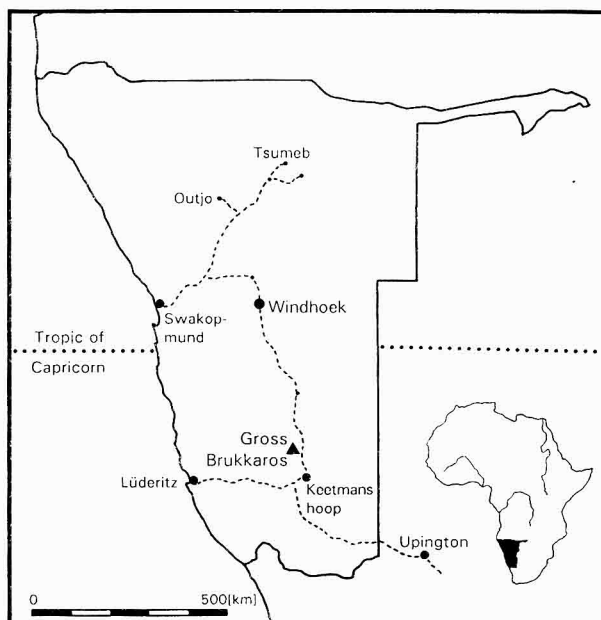 Tsumeb
Outjo
Swakop-
mund
Windhoek
Tropic of
Capricorn
Gross
Brukkaros
Lüderitz
Keetmans
hoop
Upington
0 500[km]